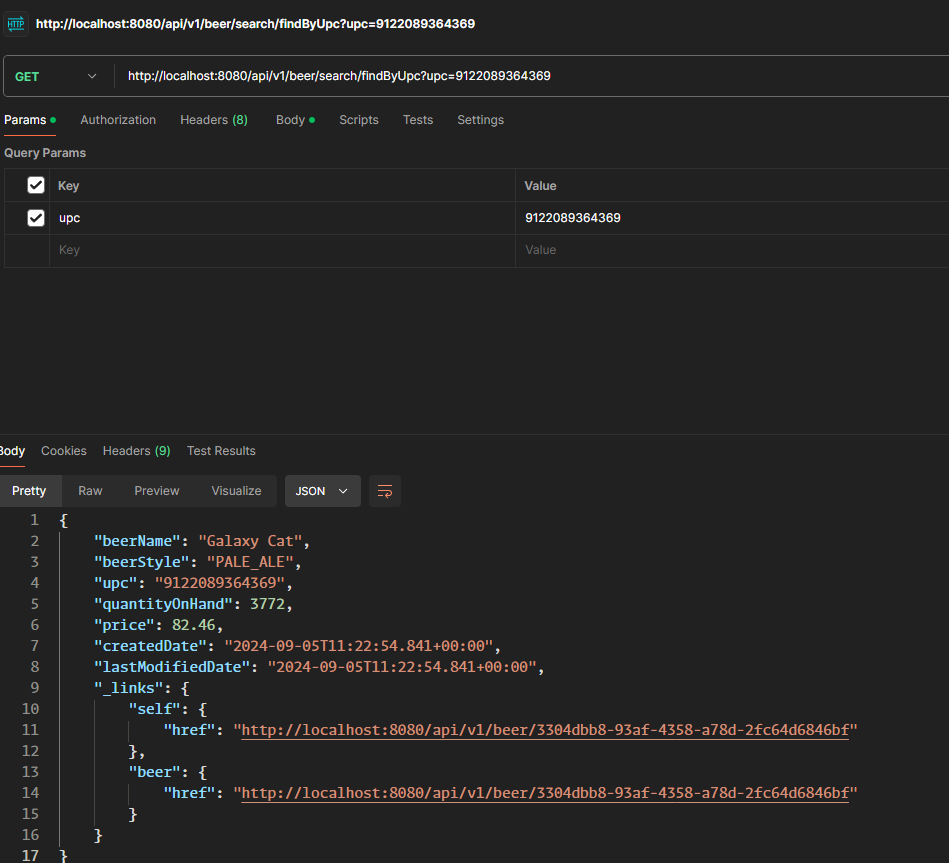 HTTP http://localhost:8080/api/v1/beer/search/findByUpc?upc=9122089364369
GET http://localhost:8080/api/v1/beer/search/findByUpc?upc=9122089364369
Params Authorization Headers (8) Body Scripts Tests Settings
Query Params
Key Value
upc 9122089364369
Key Value
Body Cookies Headers (9) Test Results
Pretty Raw Preview Visualize JSON
1 {
2 "beerName": "Galaxy Cat",
3 "beerStyle": "PALE_ALE",
4 "upc": "9122089364369",
5 "quantityOnHand": 3772,
6 "price": 82.46,
7 "createdDate": "2024-09-05T11:22:54.841+00:00",
8 "lastModifiedDate": "2024-09-05T11:22:54.841+00:00",
9 "_links": {
10 "self": {
11 "href": "http://localhost:8080/api/v1/beer/3304dbb8-93af-4358-a78d-2fc64d6846bf"
12 },
13 "beer": {
14 "href": "http://localhost:8080/api/v1/beer/3304dbb8-93af-4358-a78d-2fc64d6846bf"
15 }
16 }
17 }